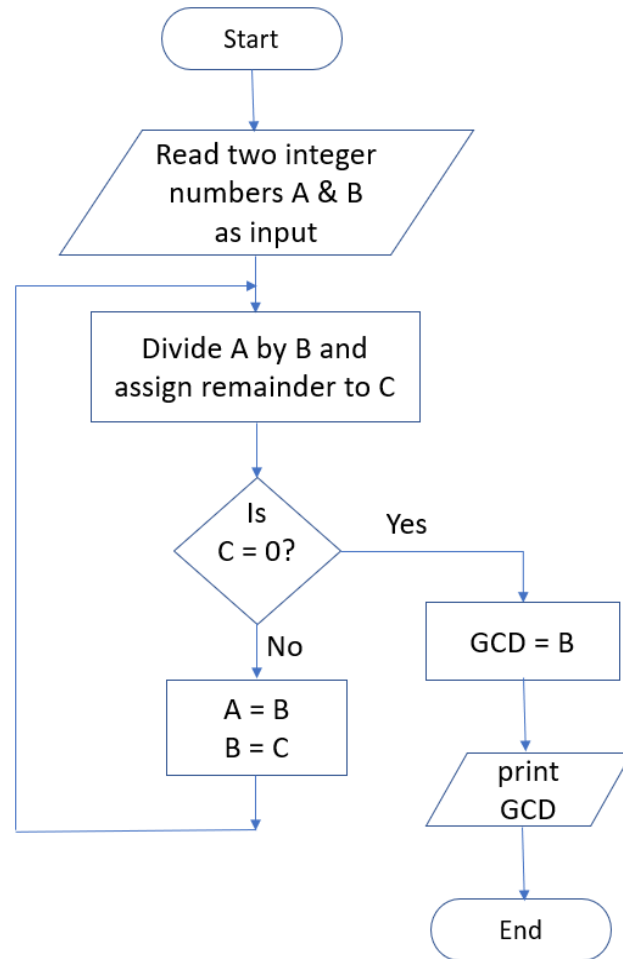 Start
Read two integer
numbers A & B
as input
Divide A by B and
assign remainder to C
Is
C = 0?
Yes
No
GCD = B
A = B
B = C
print
GCD
End